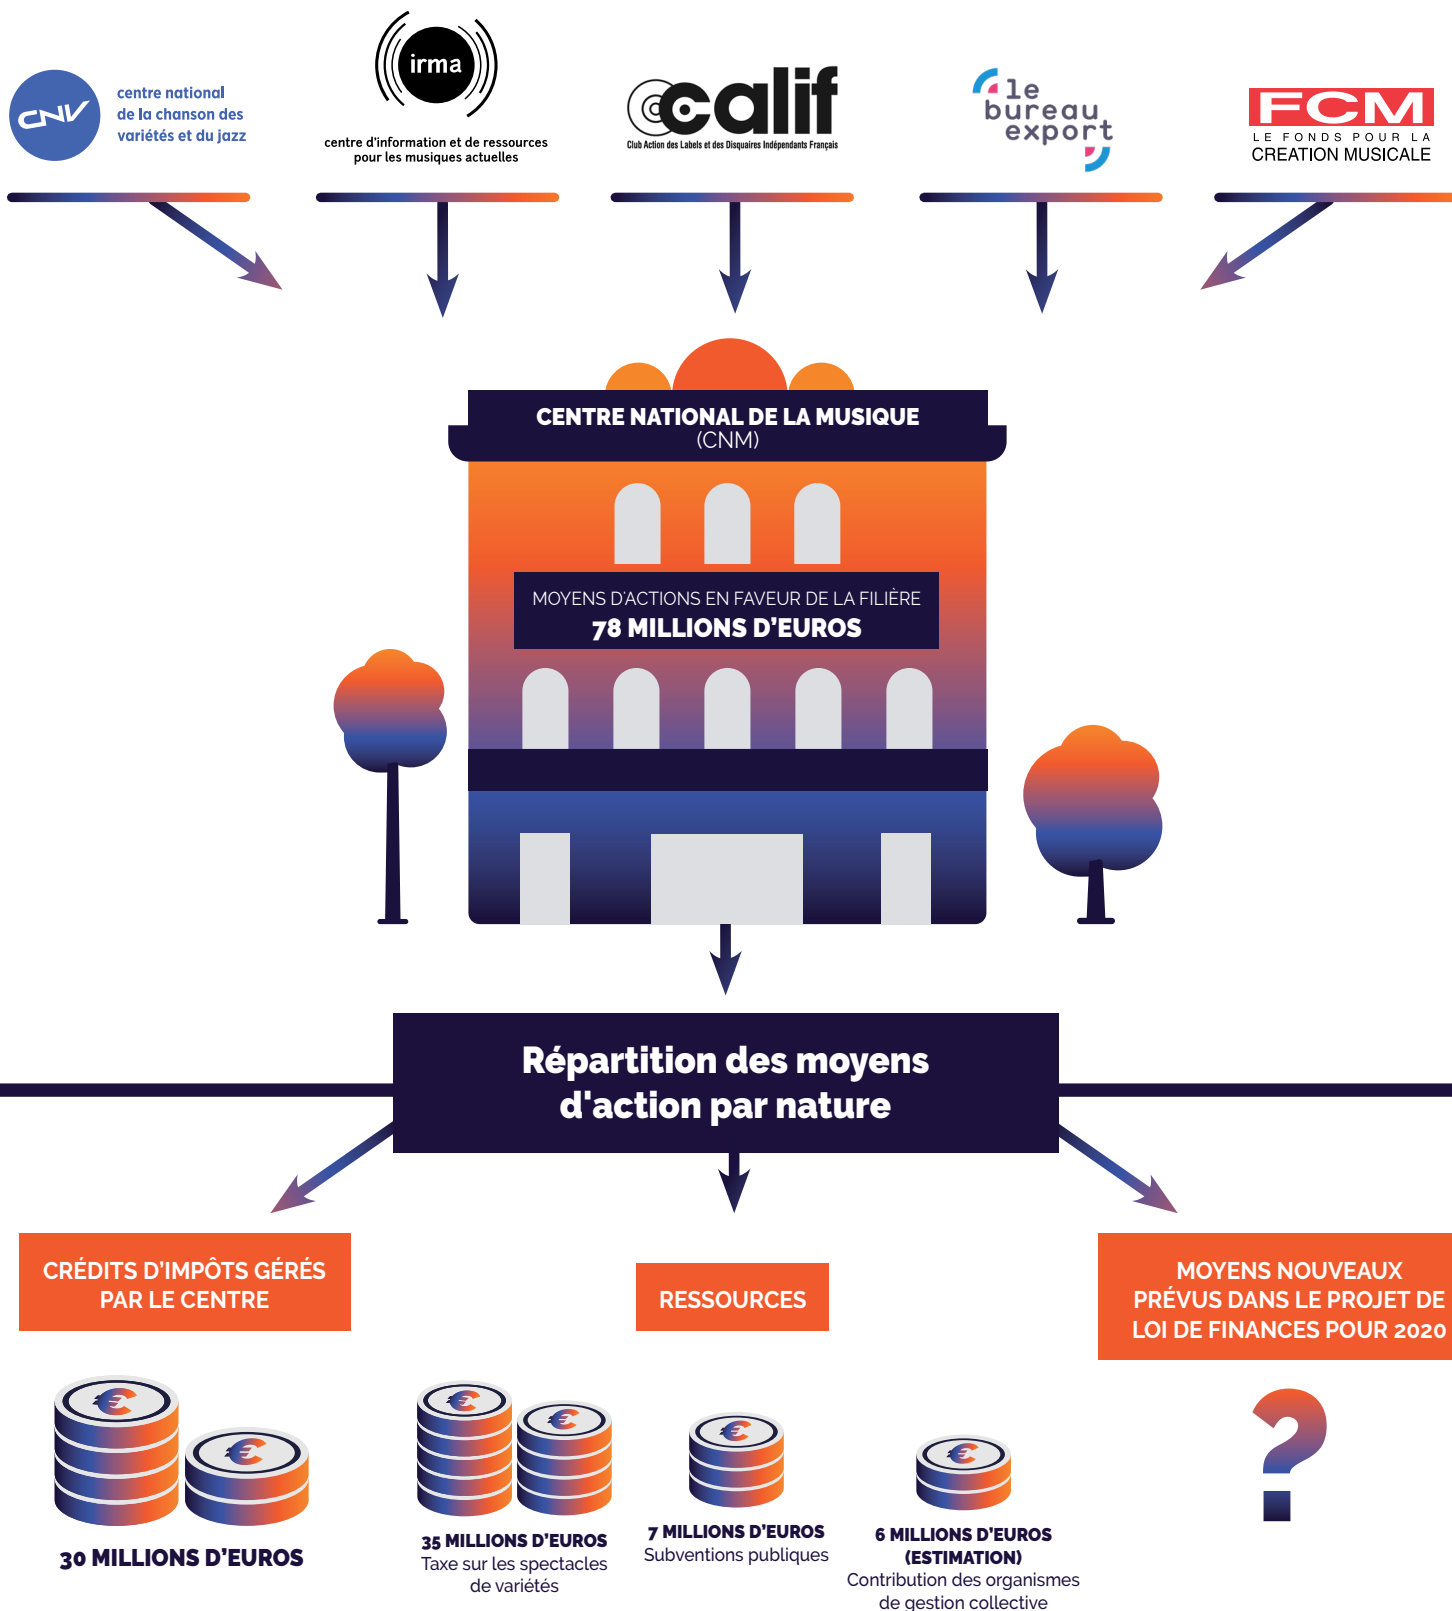 CNV
centre national
de la chanson des
variétés et du jazz
irma
centre d'information et de ressources
pour les musiques actuelles
calif
Club Action des Labels et des Disquaires Indépendants Français
le
bureau
export
FCM
LE FONDS POUR LA
CREATION MUSICALE
CENTRE NATIONAL DE LA MUSIQUE
(CNM)
MOYENS D'ACTIONS EN FAVEUR DE LA FILIÈRE
78 MILLIONS D'EUROS
Répartition des moyens
d'action par nature
CRÉDITS D'IMPÔTS GÉRÉS
PAR LE CENTRE
30 MILLIONS D'EUROS
RESSOURCES
35 MILLIONS D'EUROS
Taxe sur les spectacles
de variétés
7 MILLIONS D'EUROS
Subventions publiques
6 MILLIONS D'EUROS
(ESTIMATION)
Contribution des organismes
de gestion collective
MOYENS NOUVEAUX
PRÉVUS DANS LE PROJET DE
LOI DE FINANCES POUR 2020
?